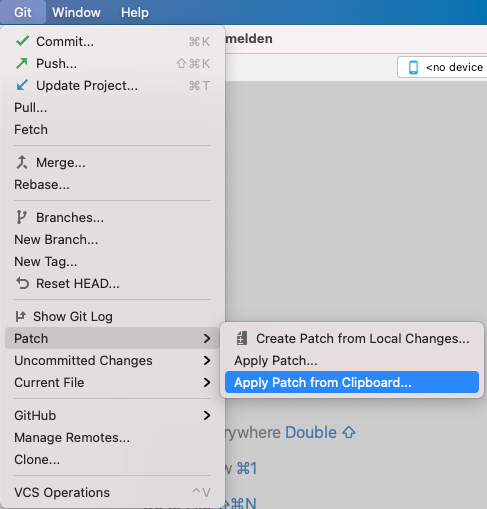 Git Window Help
melden
Commit... ⌘K
<no device
Push... ⇧⌘K
Update Project... ⌘T
Pull...
Fetch
Merge...
Rebase...
Branches...
New Branch...
New Tag...
Reset HEAD...
Show Git Log
Patch
Create Patch from Local Changes...
Uncommitted Changes
Apply Patch...
Current File
Apply Patch from Clipboard...
GitHub
ywhere Double ⇧
Manage Remotes...
Clone...
w ⌘1
VCS Operations ^V
⇧⌘N